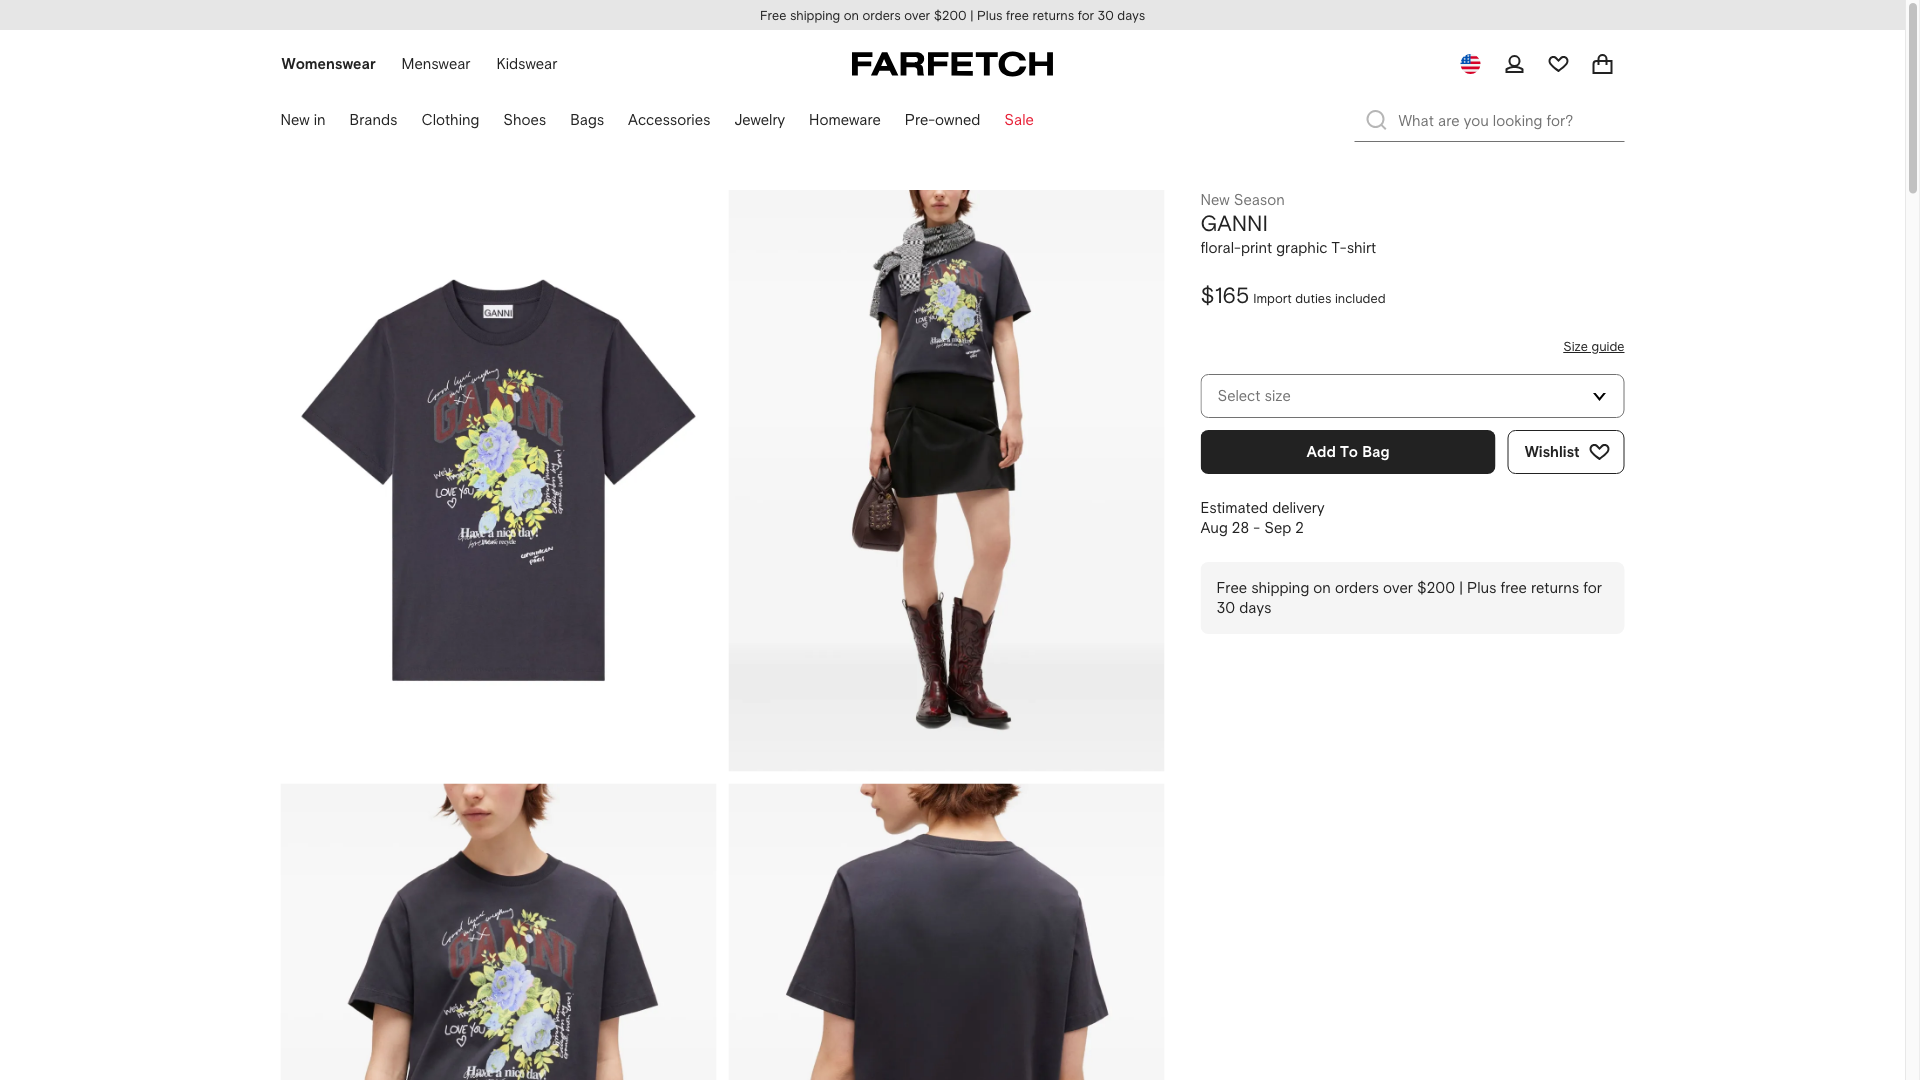 Free shipping on orders over $200 | Plus free returns for 30 days
Womenswear
Menswear
Kidswear
FARFETCH
New in
Brands
Clothing
Shoes
Bags
Accessories
Jewelry
Homeware
Pre-owned
Sale
What are you looking for?
GANNI
GANNI
LOVE YOU
Have a nice day!
GANNI
New Season
GANNI
floral-print graphic T-shirt
$165 Import duties included
Size guide
Select size
Add To Bag
Wishlist
Estimated delivery
Aug 28 - Sep 2
Free shipping on orders over $200 | Plus free returns for
30 days
GANNI
LOVE YOU
Have a nice day!